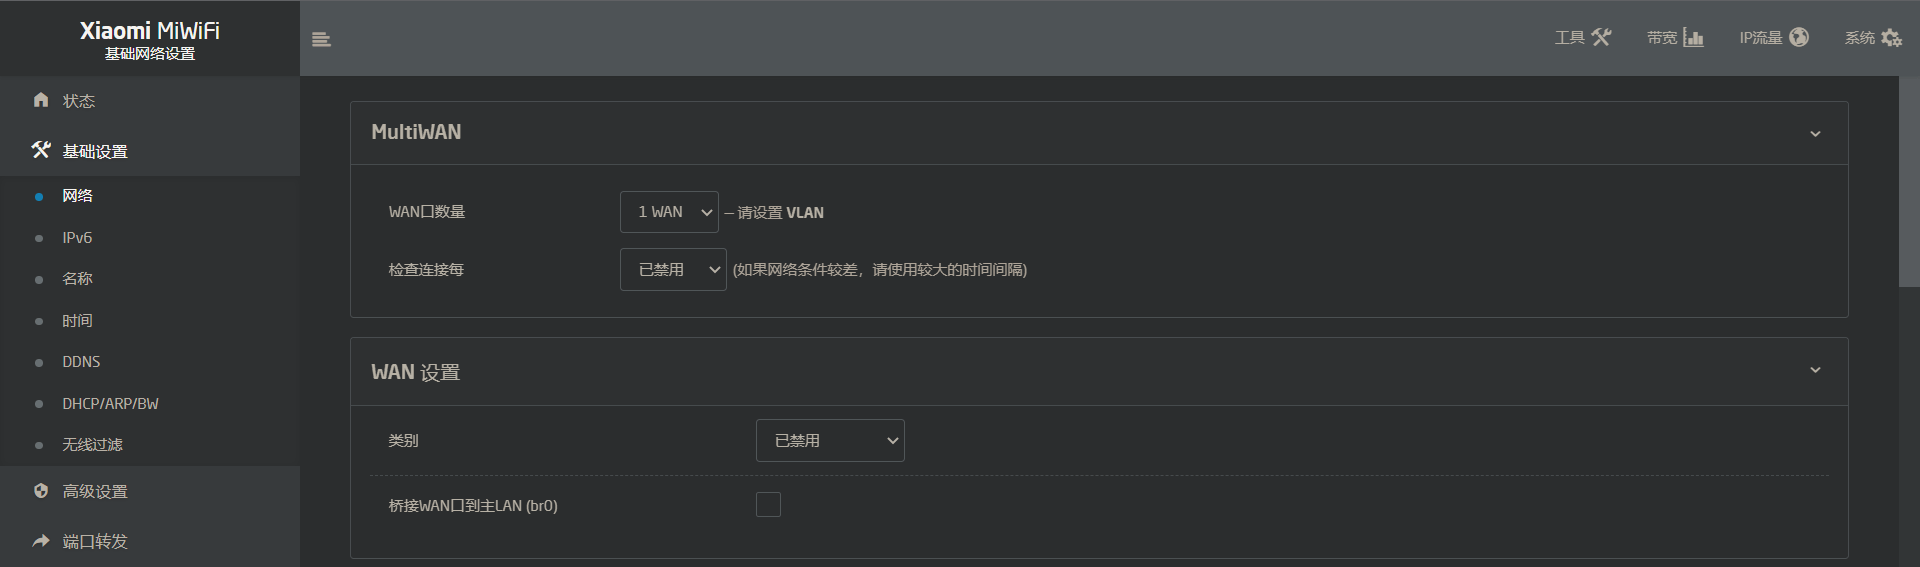 Xiaomi MiWiFi
基础网络设置
工具
带宽
IP流量
系统
状态
基础设置
网络
IPv6
名称
时间
DDNS
DHCP/ARP/BW
无线过滤
高级设置
端口转发
MultiWAN
WAN口数量
1 WAN
– 请设置 VLAN
检查连接每
已禁用
(如果网络条件较差，请使用较大的时间间隔)
WAN 设置
类别
已禁用
桥接WAN口到主LAN (br0)